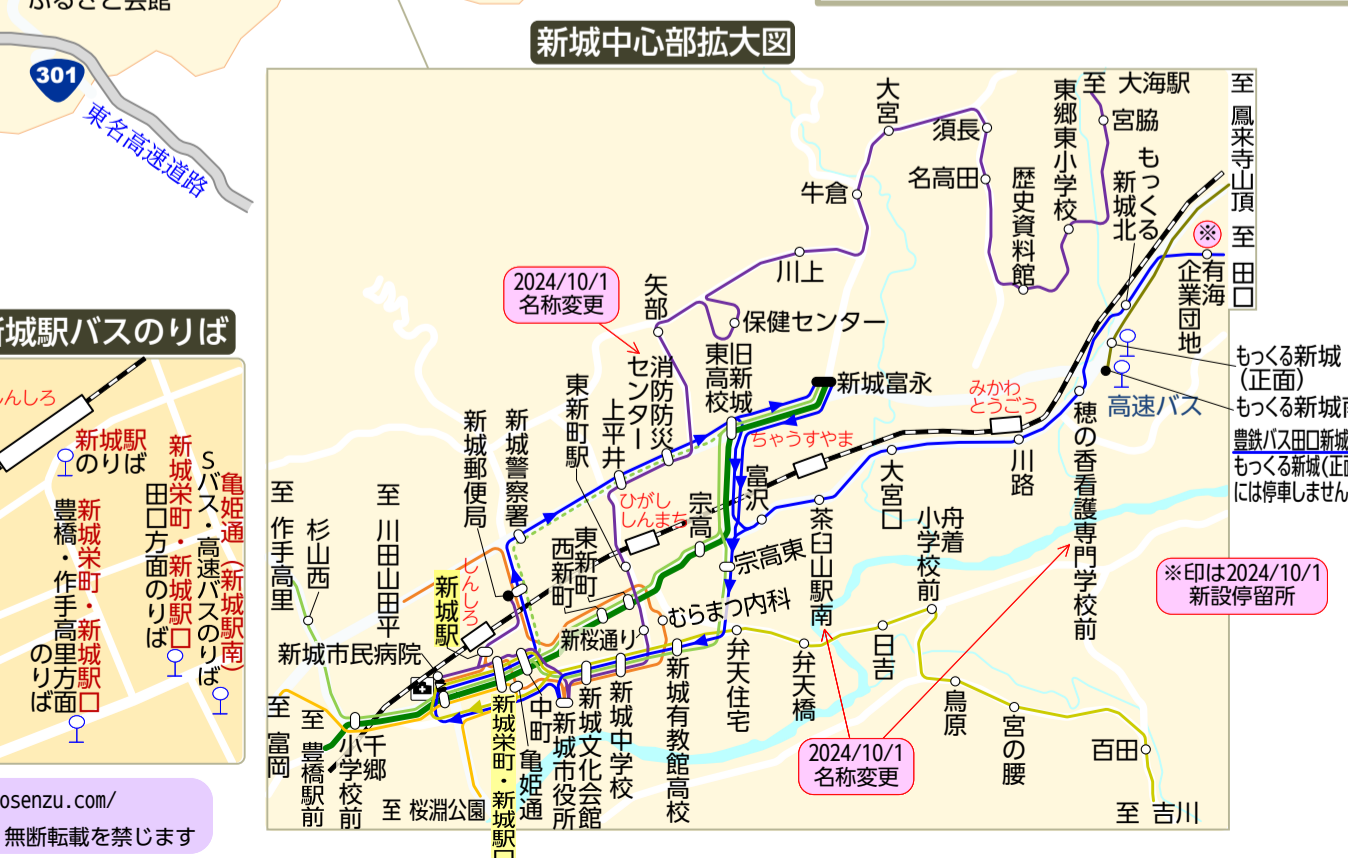 ふるさと会館
301
東名高速道路
新城中心部拡大図
大宮
須長
名高田
牛倉
歴史資料館
東郷東小学校
至 大海駅
宮脇
もっくる
新城北
至 鳳来寺山頂
※
至 田口
有海
企業団地
川上
2024/10/1
名称変更
矢部
保健センター
消防防災
センター
旧新城
東高校
新城富永
東新町駅
上平井
新城郵便局
新城警察署
ちゃうすやま
富沢
宗高
ひがし
しんまち
みかわ
とうごう
川路
大宮口
茶臼山駅南
穂の香看護専門学校前
もっくる新城
(正面)
高速バス
もっくる新城南
豊鉄バス田口新城
もっくる新城(正面
には停車しません
新城駅バスのりば
しんしろ
新城駅
のりば
新城栄町・新城駅口
豊橋・作手高里方面
のりば
新城栄町・新城駅口
田口方面のりば
亀姫通(新城駅南)
Sバス・高速バスのりば
至 作手高里
杉山西
至 川田山田平
しんしろ
新城駅
西新町
東新町
宗高東
むらまつ内科
新桜通り
新城市民病院
舟着
小学校前
日吉
弁天橋
弁天住宅
鳥原
宮の腰
百田
至 吉川
※印は2024/10/1
新設停留所
2024/10/1
名称変更
至 富岡
至 豊橋駅前
千郷
小学校前
至 桜淵公園
新城栄町・新城駅口
中町
亀姫通
新城市役所
新城文化会館
新城中学校
新城有教館高校
osenzu.com/
無断転載を禁じます